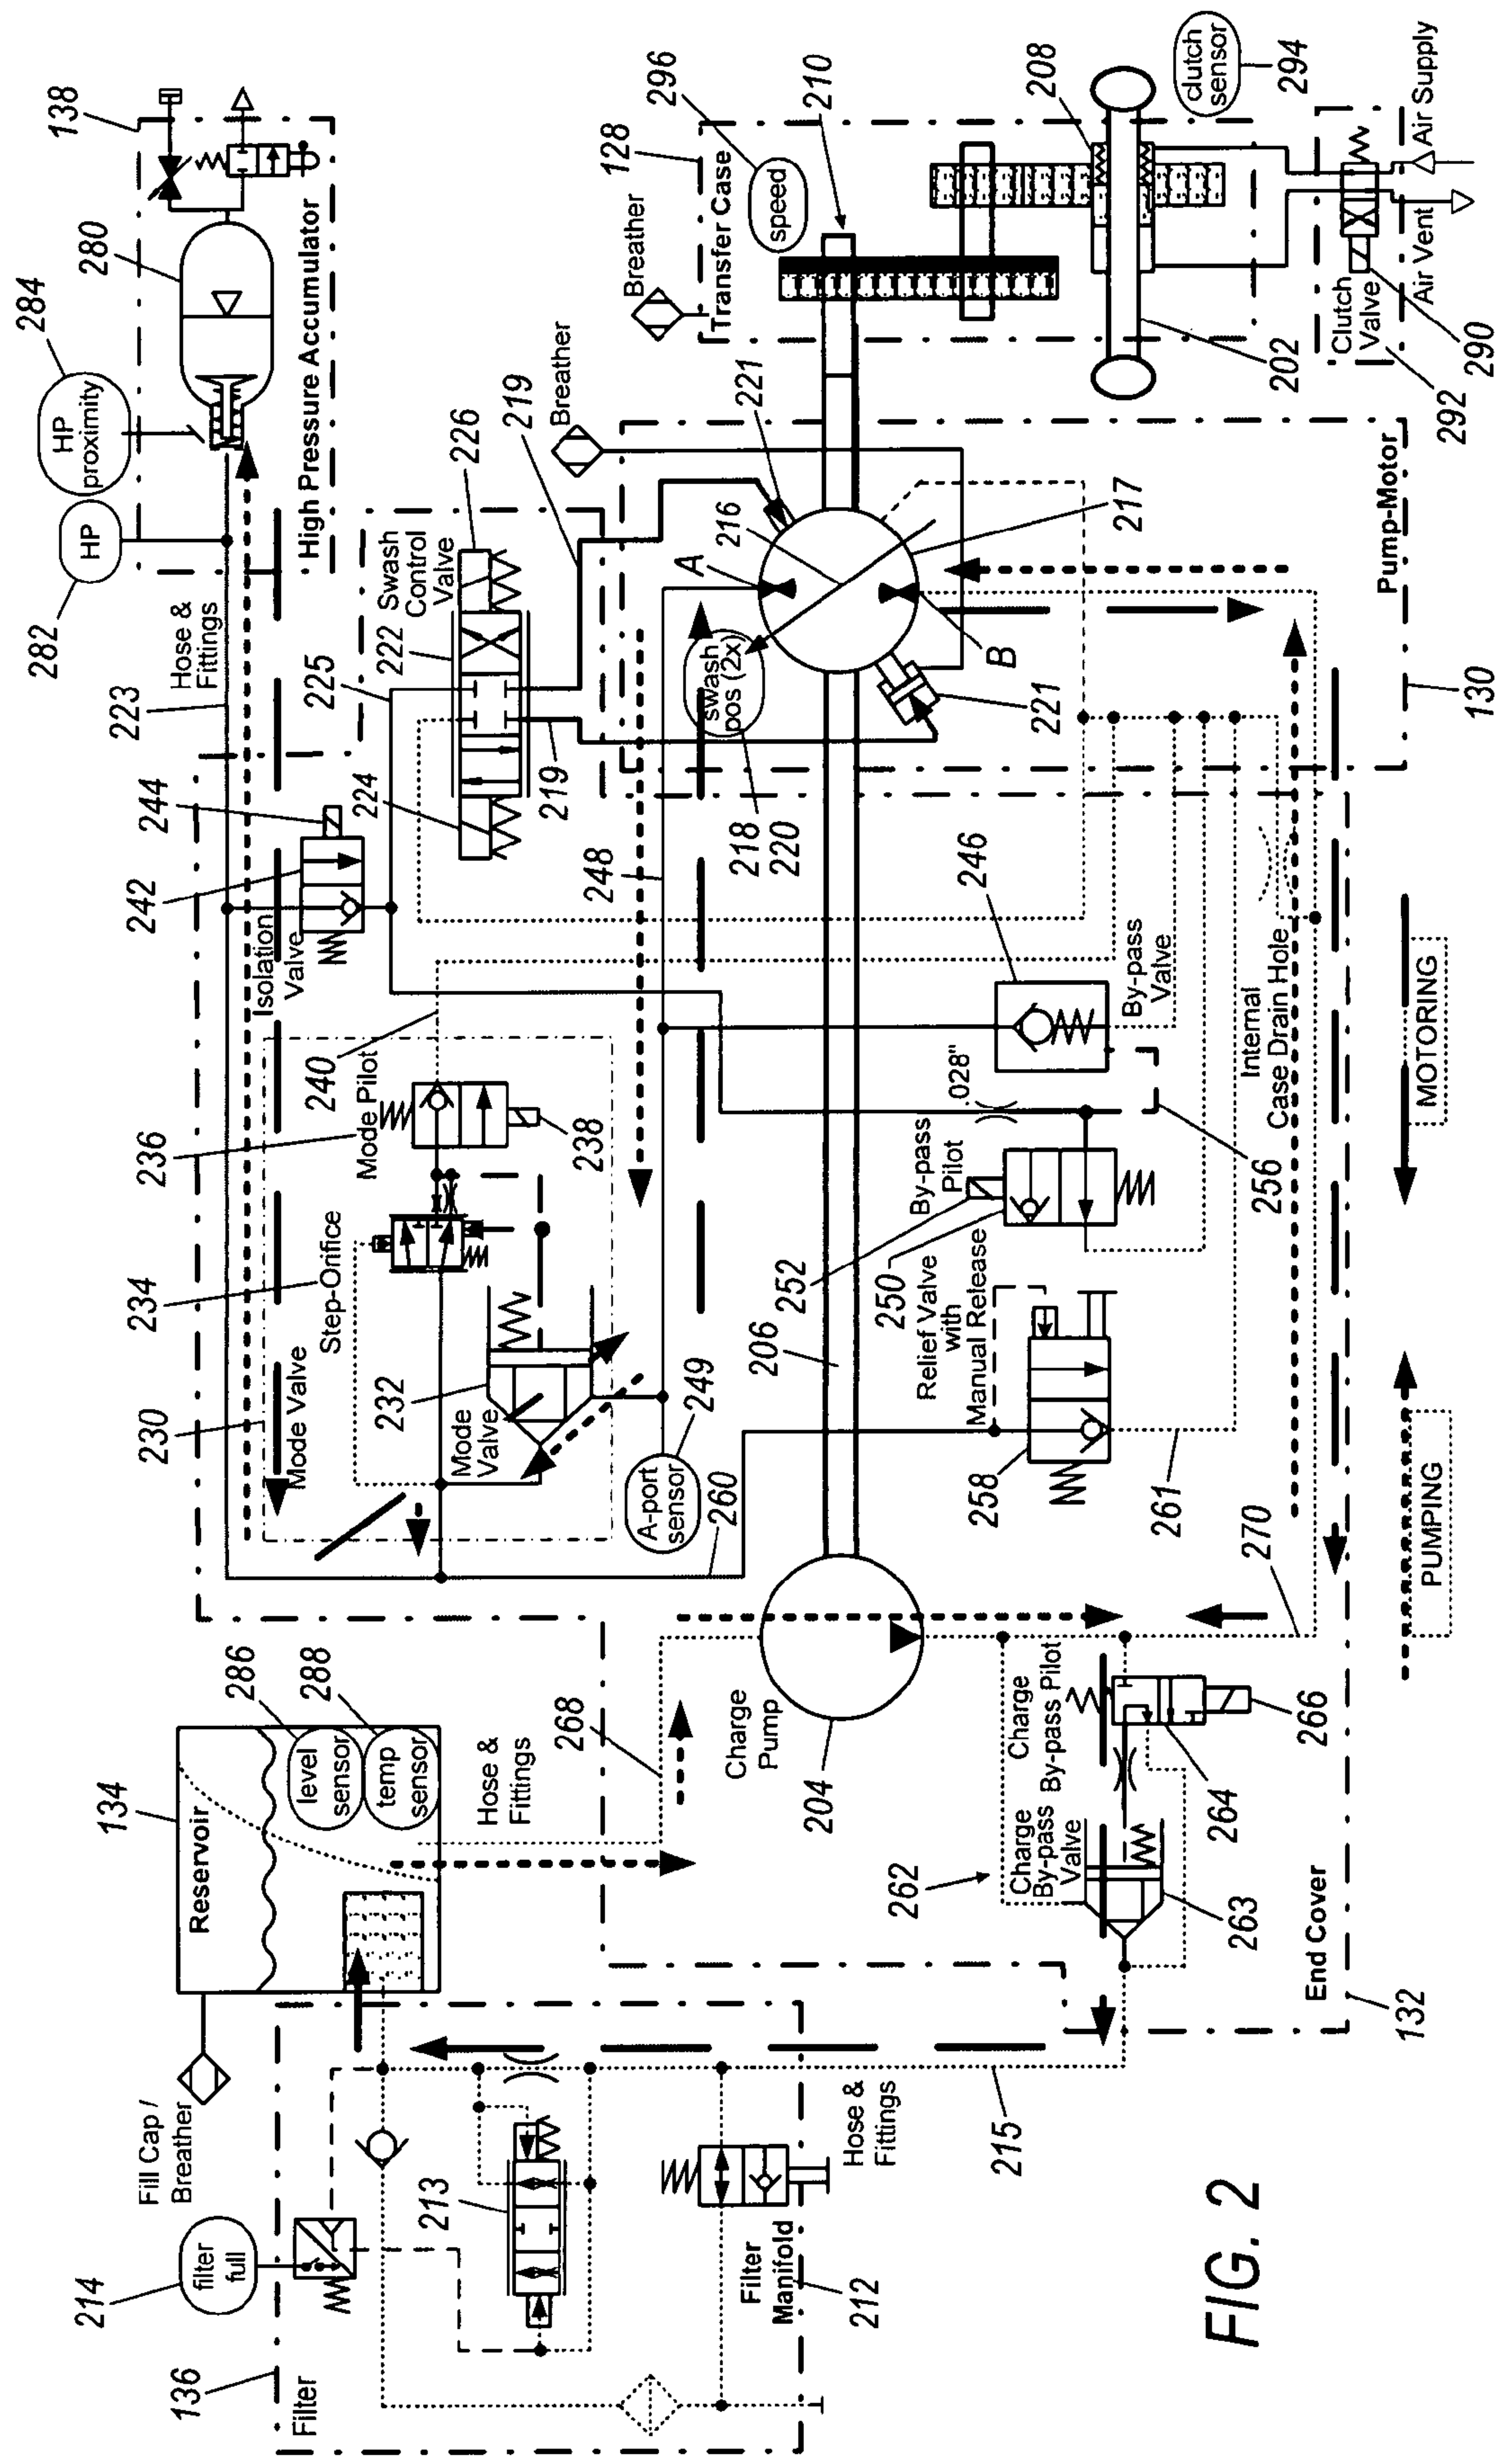 214
filter
full
Fill Cap /
Breather
134
Reservoir
286
level
sensor
288
temp
sensor
Hose &
Fittings
268
136
Filter
213
Filter
Manifold
212
Hose &
Fittings
215
Charge
Pump
204
262
Charge
By-pass
Valve
Charge
By-pass Pilot
263
264
266
270
End Cover
132
230
Mode Valve
234
Step-Orifice
236
Mode Pilot
240
238
232
Mode
Valve
A-port
sensor
249
260
242
244
Isolation
Valve
223
Hose &
Fittings
225
282
HP
284
HP
proximity
280
138
High Pressure Accumulator
222
Swash
Control
Valve
226
224
219
219
248
218
220
swash
pos (2x)
A
216
221
B
221
217
Breather
Pump-Motor
130
206
246
By-pass
Valve
.028"
By-pass
Pilot
252
250
256
Relief Valve
with
Manual Release
258
261
Internal
Case Drain Hole
Breather
128
Transfer Case
296
speed
210
208
clutch
sensor
294
202
Clutch
Valve
292
290
Air Vent
Air Supply
PUMPING
MOTORING
FIG. 2